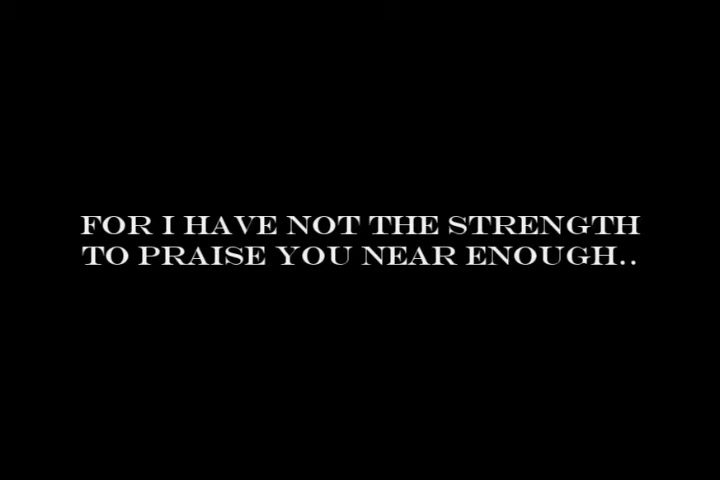 FOR I HAVE NOT THE STRENGTH
TO PRAISE YOU NEAR ENOUGH..